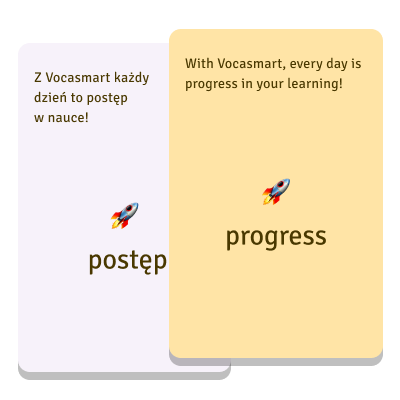 Z Vocasmart każdy
dzień to postęp
w nauce!
postęp
With Vocasmart, every day is
progress in your learning!
progress